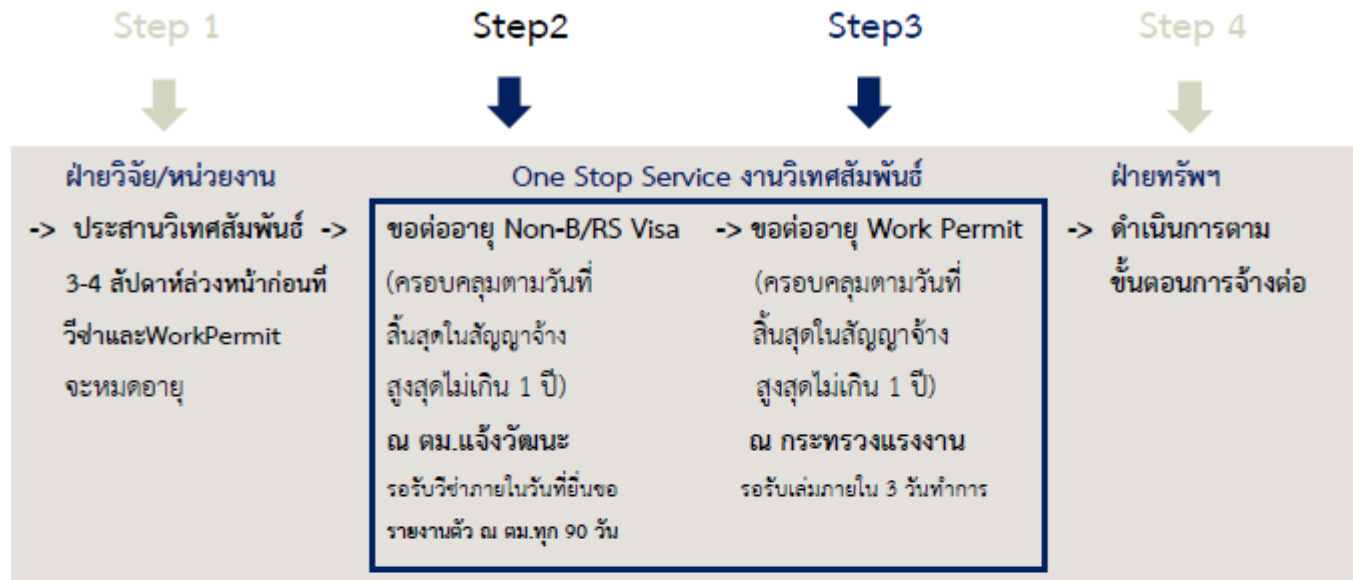 Step 1
Step2
Step3
Step 4
ฝ่ายวิจัย/หน่วยงาน
-> ประสานวิเทศสัมพันธ์ ->
3-4 สัปดาห์ล่วงหน้าก่อนที่
วีซ่าและWorkPermit
จะหมดอายุ
One Stop Service งานวิเทศสัมพันธ์
ขอต่ออายุ Non-B/RS Visa
(ครอบคลุมตามวันที่
สิ้นสุดในสัญญาจ้าง
สูงสุดไม่เกิน 1 ปี)
ณ ตม.แจ้งวัฒนะ
รอรับวีซ่าภายในวันที่ยื่นขอ
รายงานตัว ณ ตม.ทุก 90 วัน
-> ขอต่ออายุ Work Permit
(ครอบคลุมตามวันที่
สิ้นสุดในสัญญาจ้าง
สูงสุดไม่เกิน 1 ปี)
ณ กระทรวงแรงงาน
รอรับเล่มภายใน 3 วันทำการ
ฝ่ายทรัพฯ
-> ดำเนินการตาม
ขั้นตอนการจ้างต่อ